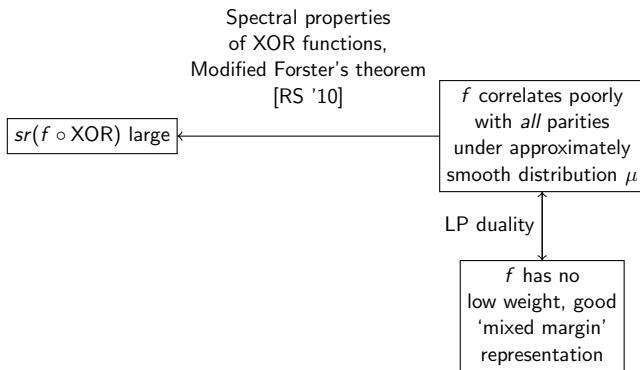 Spectral properties
of XOR functions,
Modified Forster's theorem
[RS '10]
sr(f ∘ XOR) large
f correlates poorly
with all parities
under approximately
smooth distribution μ
LP duality
f has no
low weight, good
‘mixed margin’
representation